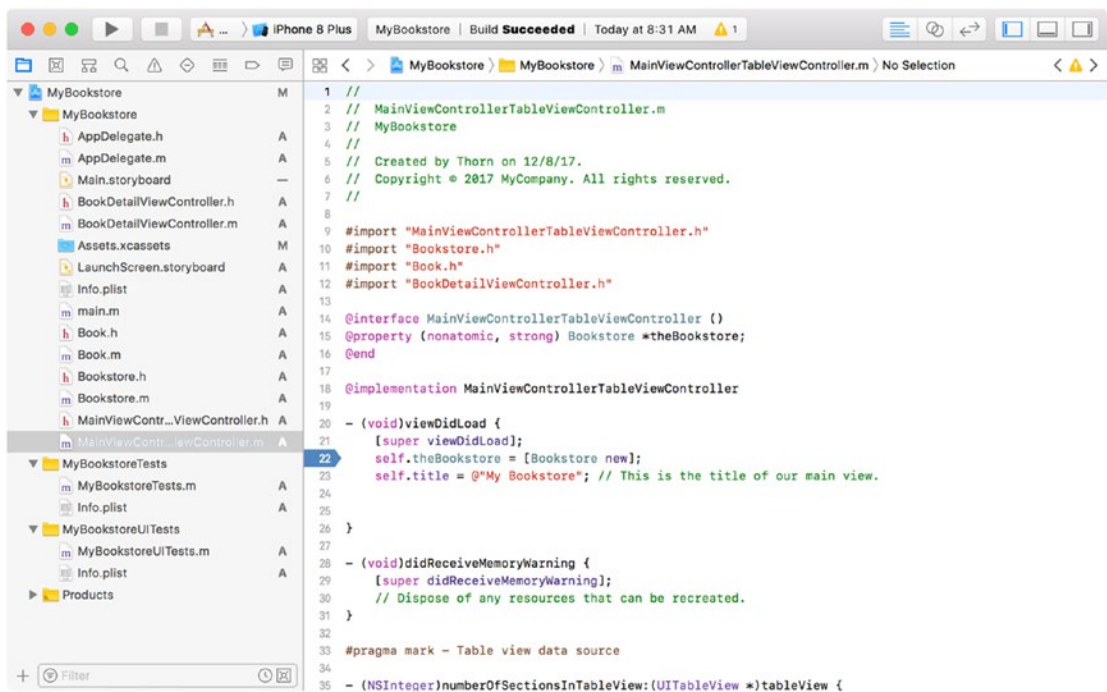 iPhone 8 Plus
MyBookstore | Build Succeeded | Today at 8:31 AM
1
MyBookstore M
MyBookstore
AppDelegate.h A
AppDelegate.m A
Main.storyboard —
BookDetailViewController.h A
BookDetailViewController.m A
Assets.xcassets M
LaunchScreen.storyboard A
Info.plist A
main.m A
Book.h A
Book.m A
Bookstore.h A
Bookstore.m A
MainViewContr...ViewController.h A
MainViewContr...iewController.m A
MyBookstoreTests
MyBookstoreTests.m A
Info.plist A
MyBookstoreUITests
MyBookstoreUITests.m A
Info.plist A
Products
Filter
MyBookstore MyBookstore m MainViewControllerTableViewController.m No Selection
1 //
2 //  MainViewControllerTableViewController.m
3 //  MyBookstore
4 //
5 //  Created by Thorn on 12/8/17.
6 //  Copyright © 2017 MyCompany. All rights reserved.
7 //
8
9 #import "MainViewControllerTableViewController.h"
10 #import "Bookstore.h"
11 #import "Book.h"
12 #import "BookDetailViewController.h"
13
14 @interface MainViewControllerTableViewController ()
15 @property (nonatomic, strong) Bookstore *theBookstore;
16 @end
17
18 @implementation MainViewControllerTableViewController
19
20 - (void)viewDidLoad {
21     [super viewDidLoad];
22     self.theBookstore = [Bookstore new];
23     self.title = @"My Bookstore"; // This is the title of our main view.
24
25
26 }
27
28 - (void)didReceiveMemoryWarning {
29     [super didReceiveMemoryWarning];
30     // Dispose of any resources that can be recreated.
31 }
32
33 #pragma mark - Table view data source
34
35 - (NSInteger)numberOfSectionsInTableView:(UITableView *)tableView {